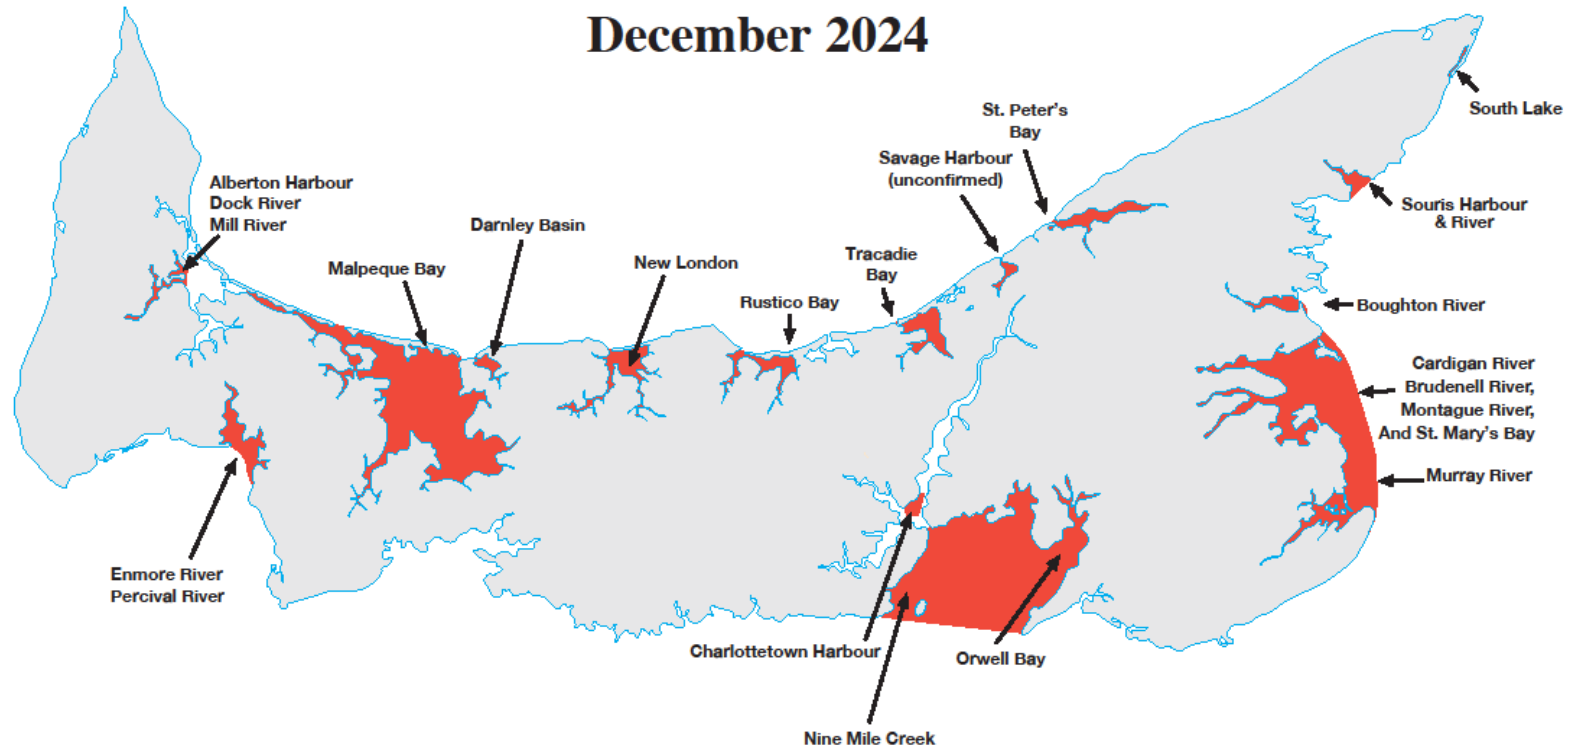 December 2024
South Lake
St. Peter's
Bay
Savage Harbour
(unconfirmed)
Alberton Harbour
Dock River
Mill River
Souris Harbour
& River
Darnley Basin
Tracadie
Bay
New London
Malpeque Bay
Rustico Bay
Boughton River
Cardigan River
Brudenell River,
Montague River,
And St. Mary's Bay
Murray River
Enmore River
Percival River
Charlottetown Harbour
Orwell Bay
Nine Mile Creek